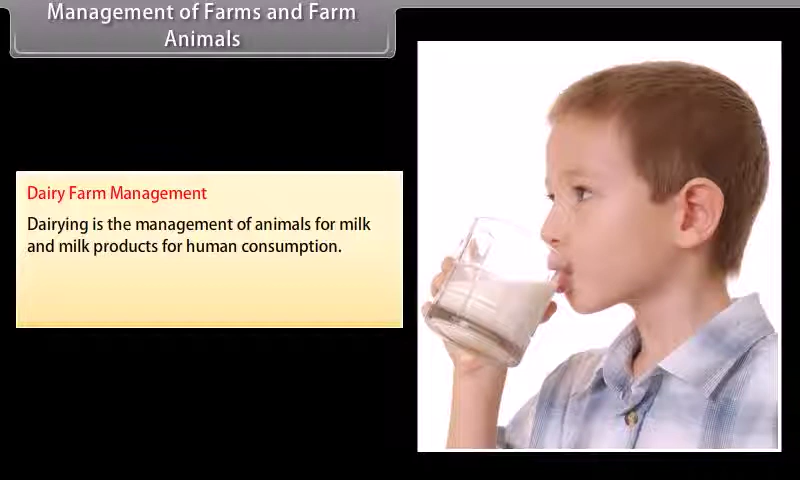 Management of Farms and Farm
Animals
Dairy Farm Management
Dairying is the management of animals for milk
and milk products for human consumption.